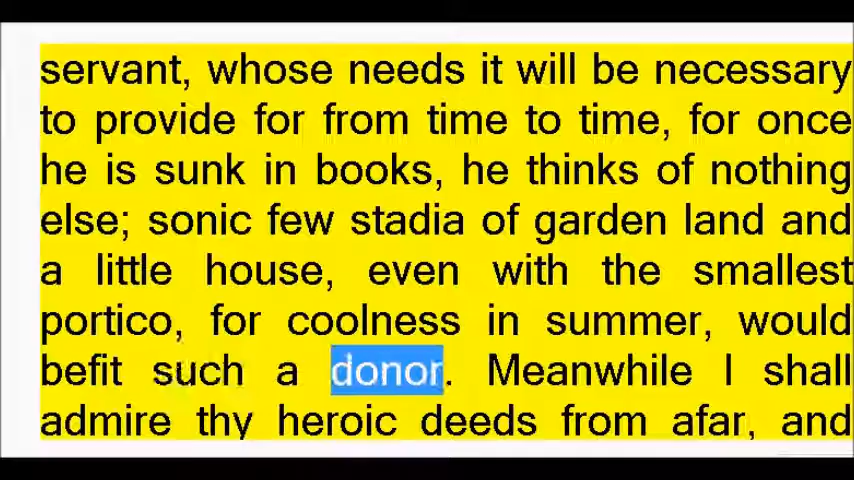 servant, whose needs it will be necessary
to provide for from time to time, for once
he is sunk in books, he thinks of nothing
else; sonic few stadia of garden land and
a little house, even with the smallest
portico, for coolness in summer, would
befit such a donor. Meanwhile I shall
admire thy heroic deeds from afar, and